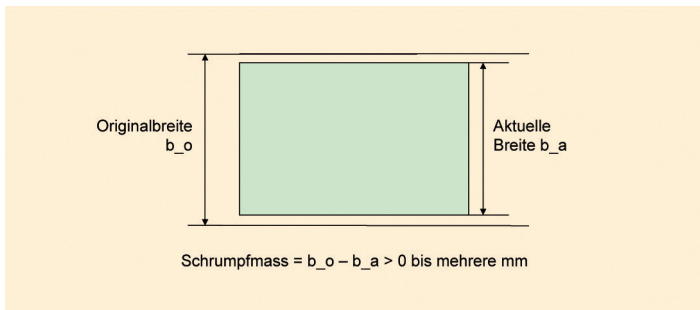 Originalbreite
b_o
Aktuelle
Breite b_a
Schrumpfmass = b_o – b_a > 0 bis mehrere mm